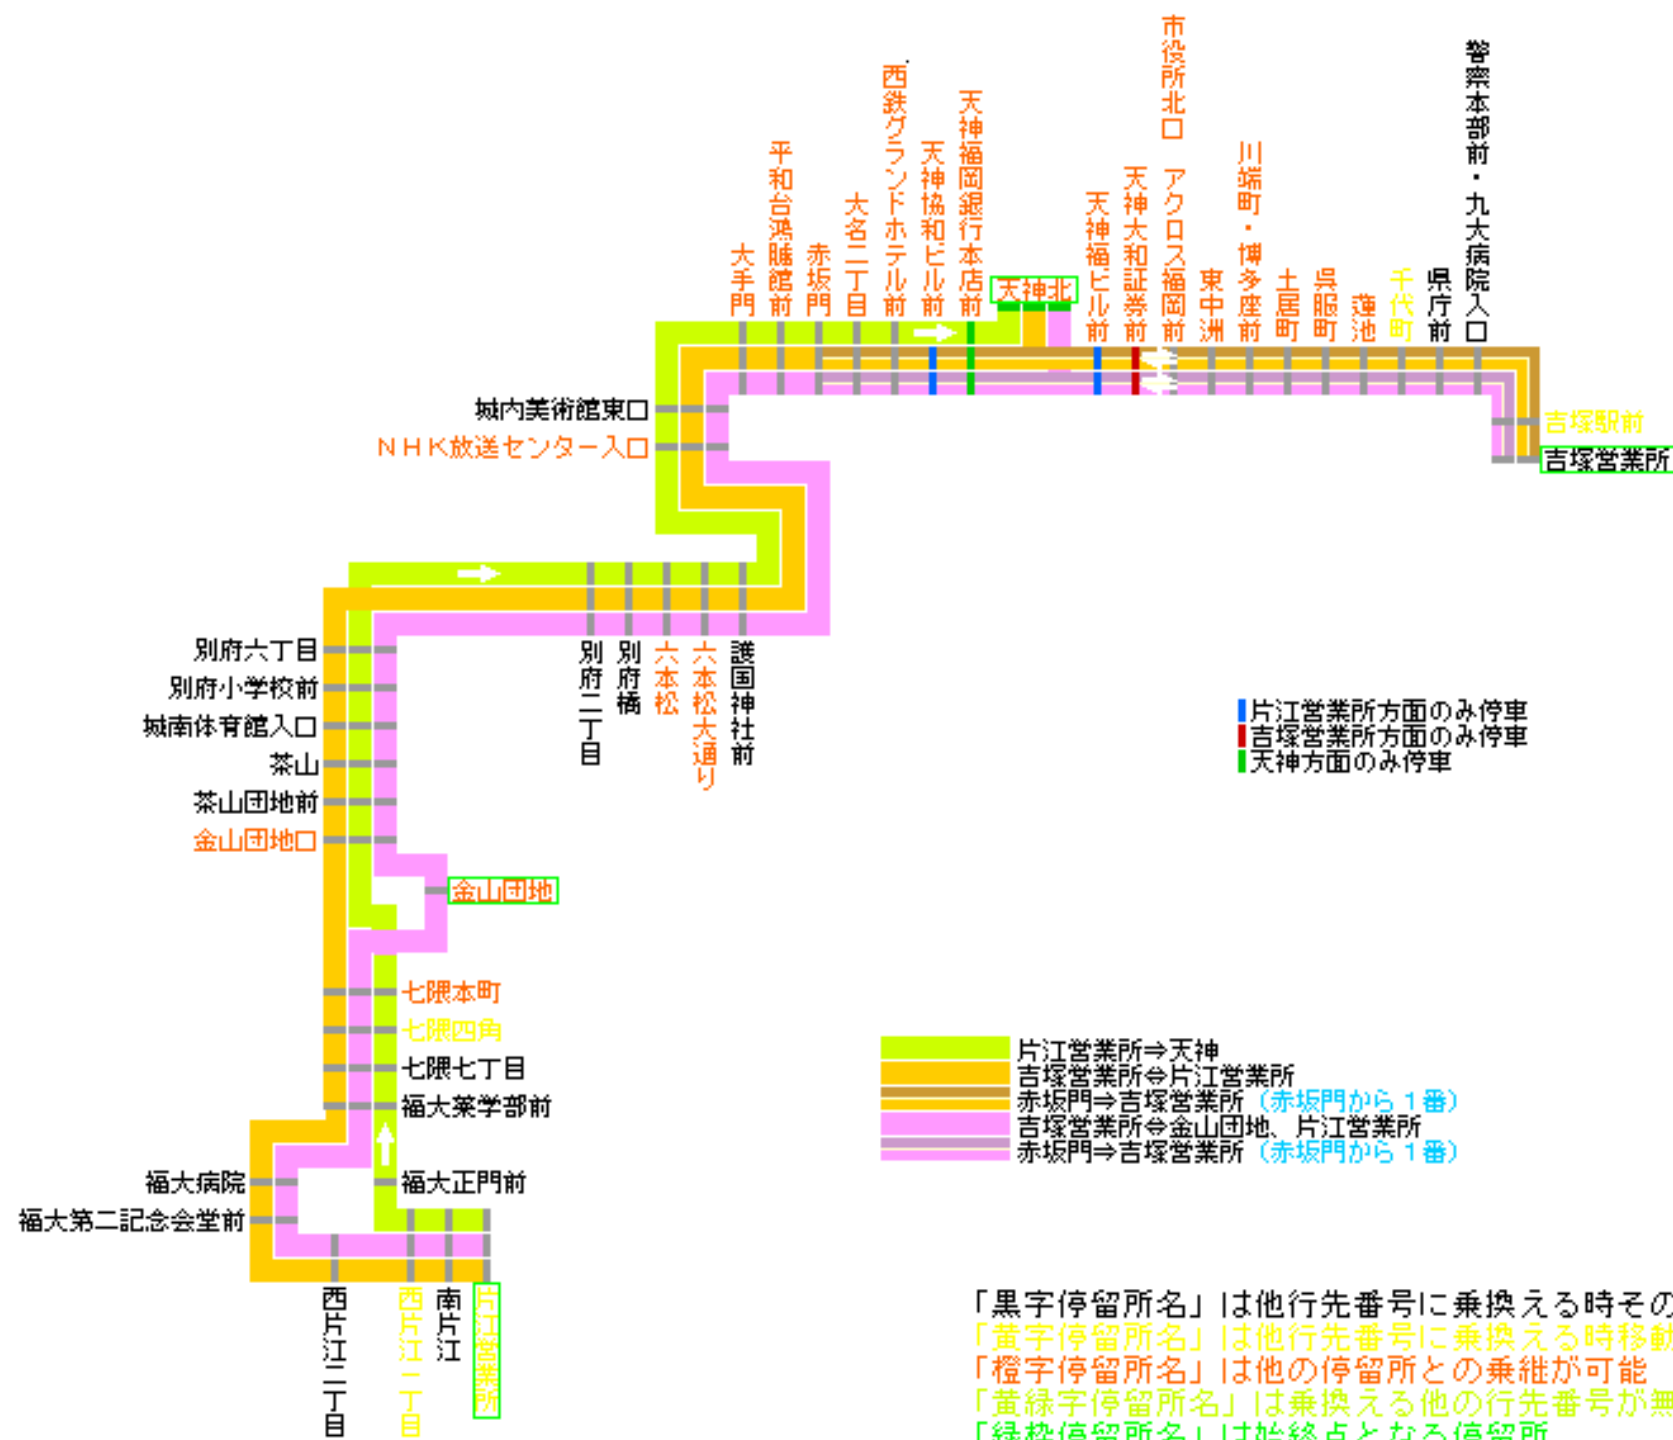 大手門
平和台鴻臚館前
赤坂門
大名二丁目
西鉄グランドホテル前
天神協和ビル前
天神福岡銀行本店前
天神北
天神福ビル前
天神大和証券前
市役所北口 アクロス福岡前
東中洲
川端町・博多座前
土居町
呉服町
蓮池
千代町
県庁前
警察本部前・九大病院入口
吉塚駅前
吉塚営業所
城内美術館東口
NHK放送センター入口
別府二丁目
別府橋
六本松
六本松大通り
護国神社前
別府六丁目
別府小学校前
城南体育館入口
茶山
茶山団地前
金山団地口
金山団地
七隈本町
七隈四角
七隈七丁目
福大薬学部前
福大正門前
福大病院
福大第二記念会堂前
西片江二丁目
西片江一丁目
南片江
片江営業所
片江営業所方面のみ停車
吉塚営業所方面のみ停車
天神方面のみ停車
片江営業所⇒天神
吉塚営業所⇔片江営業所
赤坂門⇒吉塚営業所（赤坂門から1番）
吉塚営業所⇔金山団地、片江営業所
赤坂門⇒吉塚営業所（赤坂門から1番）
「黒字停留所名」は他行先番号に乗換える時その
「黄字停留所名」は他行先番号に乗換える時移動
「橙字停留所名」は他の停留所との乗継が可能
「黄緑字停留所名」は乗換える他の行先番号が無
「緑枠停留所名」は始終点となる停留所